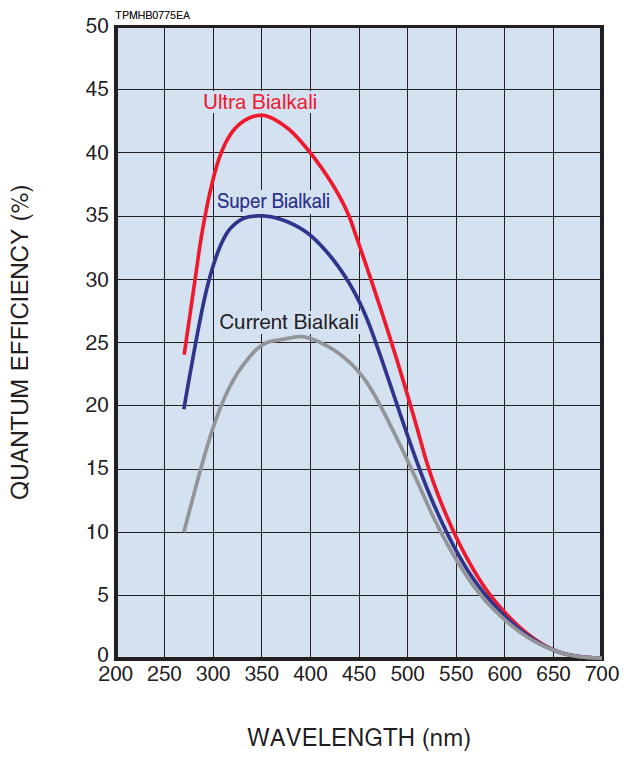 TPMHB0775EA
50
45
40
35
30
25
20
15
10
5
0
Ultra Bialkali
Super Bialkali
Current Bialkali
QUANTUM EFFICIENCY (%)
200 250 300 350 400 450 500 550 600 650 700
WAVELENGTH (nm)